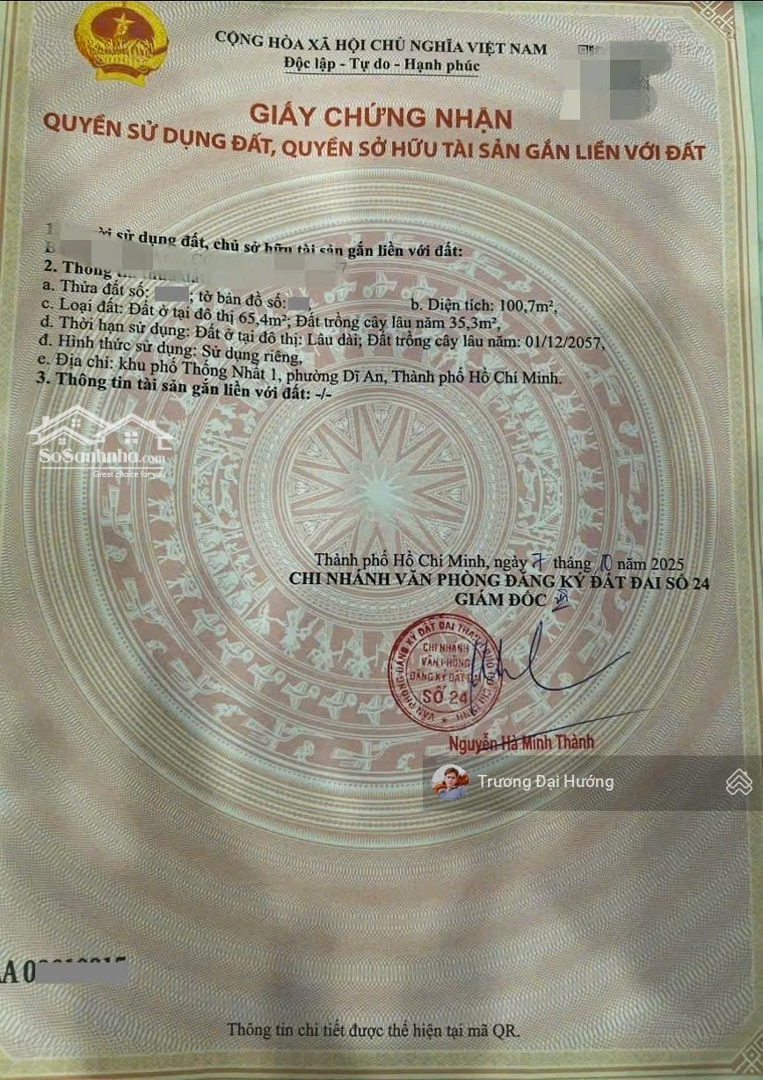 CỘNG HÒA XÃ HỘI CHỦ NGHĨA VIỆT NAM
Độc lập - Tự do - Hạnh phúc
GIẤY CHỨNG NHẬN
QUYỀN SỬ DỤNG ĐẤT, QUYỀN SỞ HỮU TÀI SẢN GẮN LIỀN VỚI ĐẤT
sử dụng đất, chủ sở hữu tài sản gắn liền với đất:
2. Thông
a. Thửa đất số: ; tờ bản đồ số: b. Diện tích: 100,7m²,
c. Loại đất: Đất ở tại đô thị 65,4m²; Đất trồng cây lâu năm 35,3m²,
d. Thời hạn sử dụng: Đất ở tại đô thị: Lâu dài; Đất trồng cây lâu năm: 01/12/2057,
đ. Hình thức sử dụng: Sử dụng riêng,
e. Địa chỉ: khu phố Thống Nhất 1, phường Dĩ An, Thành phố Hồ Chí Minh.
3. Thông tin tài sản gắn liền với đất: -/-
SoSanhnha.com
Great choice for you
Thành phố Hồ Chí Minh, ngày 7 tháng 10 năm 2025
CHI NHÁNH VĂN PHÒNG ĐĂNG KÝ ĐẤT ĐAI SỐ 24
GIÁM ĐỐC
CHI NHÁNH
VĂN PHÒNG
ĐĂNG KÝ ĐẤT ĐAI
SỐ 24
Nguyễn Hà Minh Thành
Trương Đại Hướng
AA 0
Thông tin chi tiết được thể hiện tại mã QR.